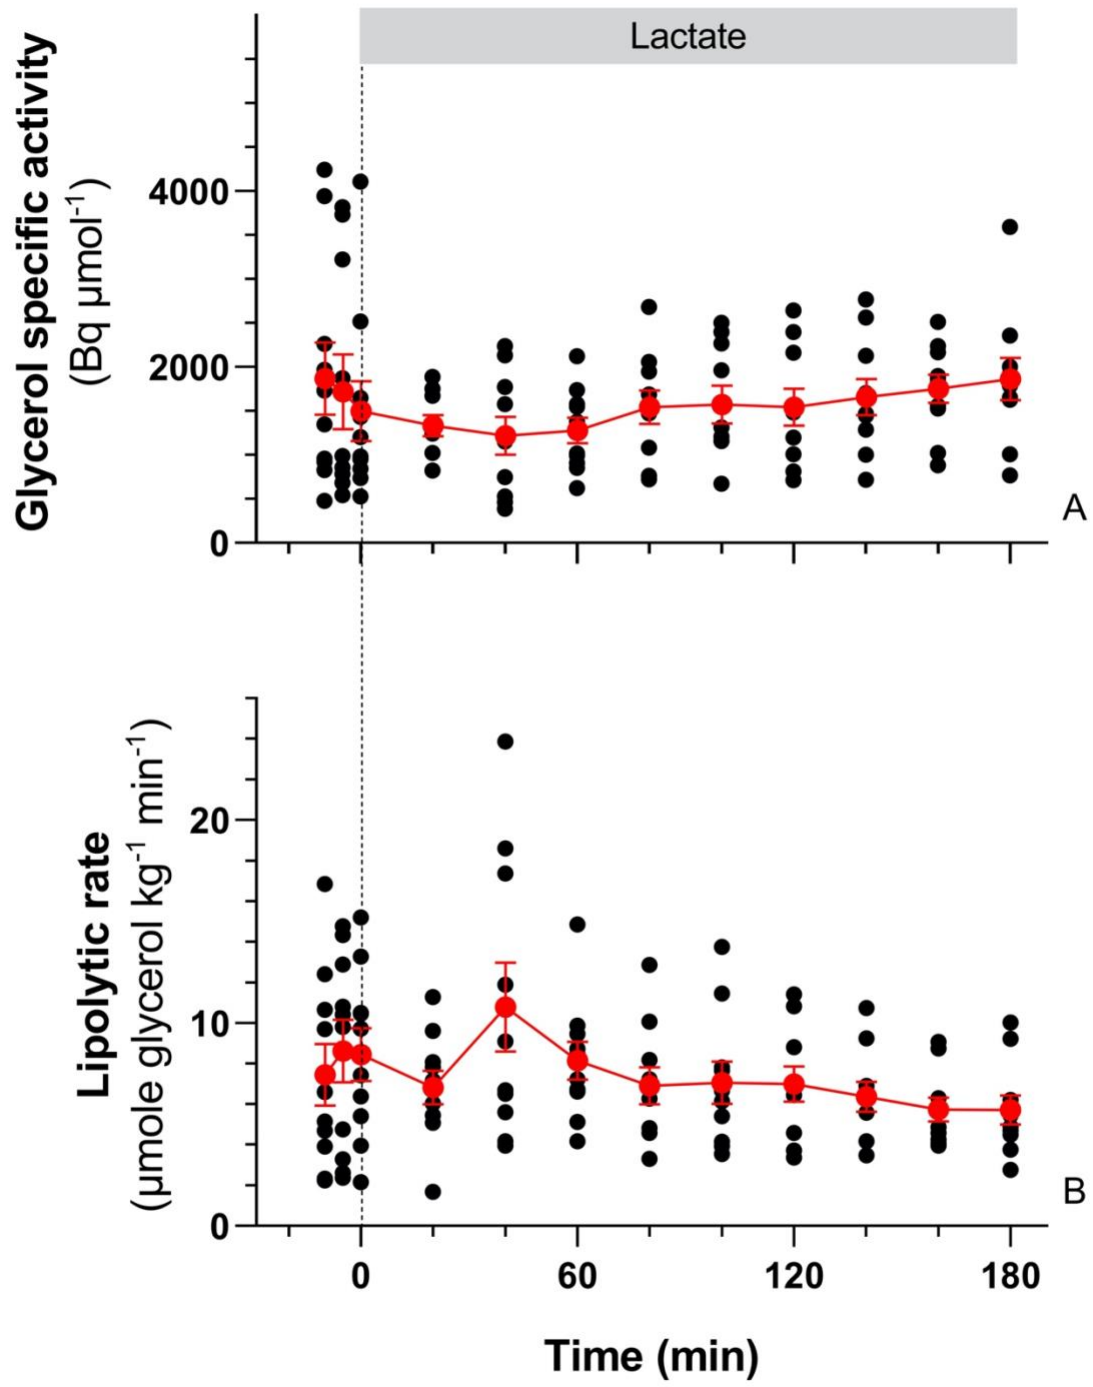 Lactate
Glycerol specific activity
(Bq µmol⁻¹)
4000
2000
0
A
Lipolytic rate
(µmole glycerol kg⁻¹ min⁻¹)
20
10
0
B
0 60 120 180
Time (min)